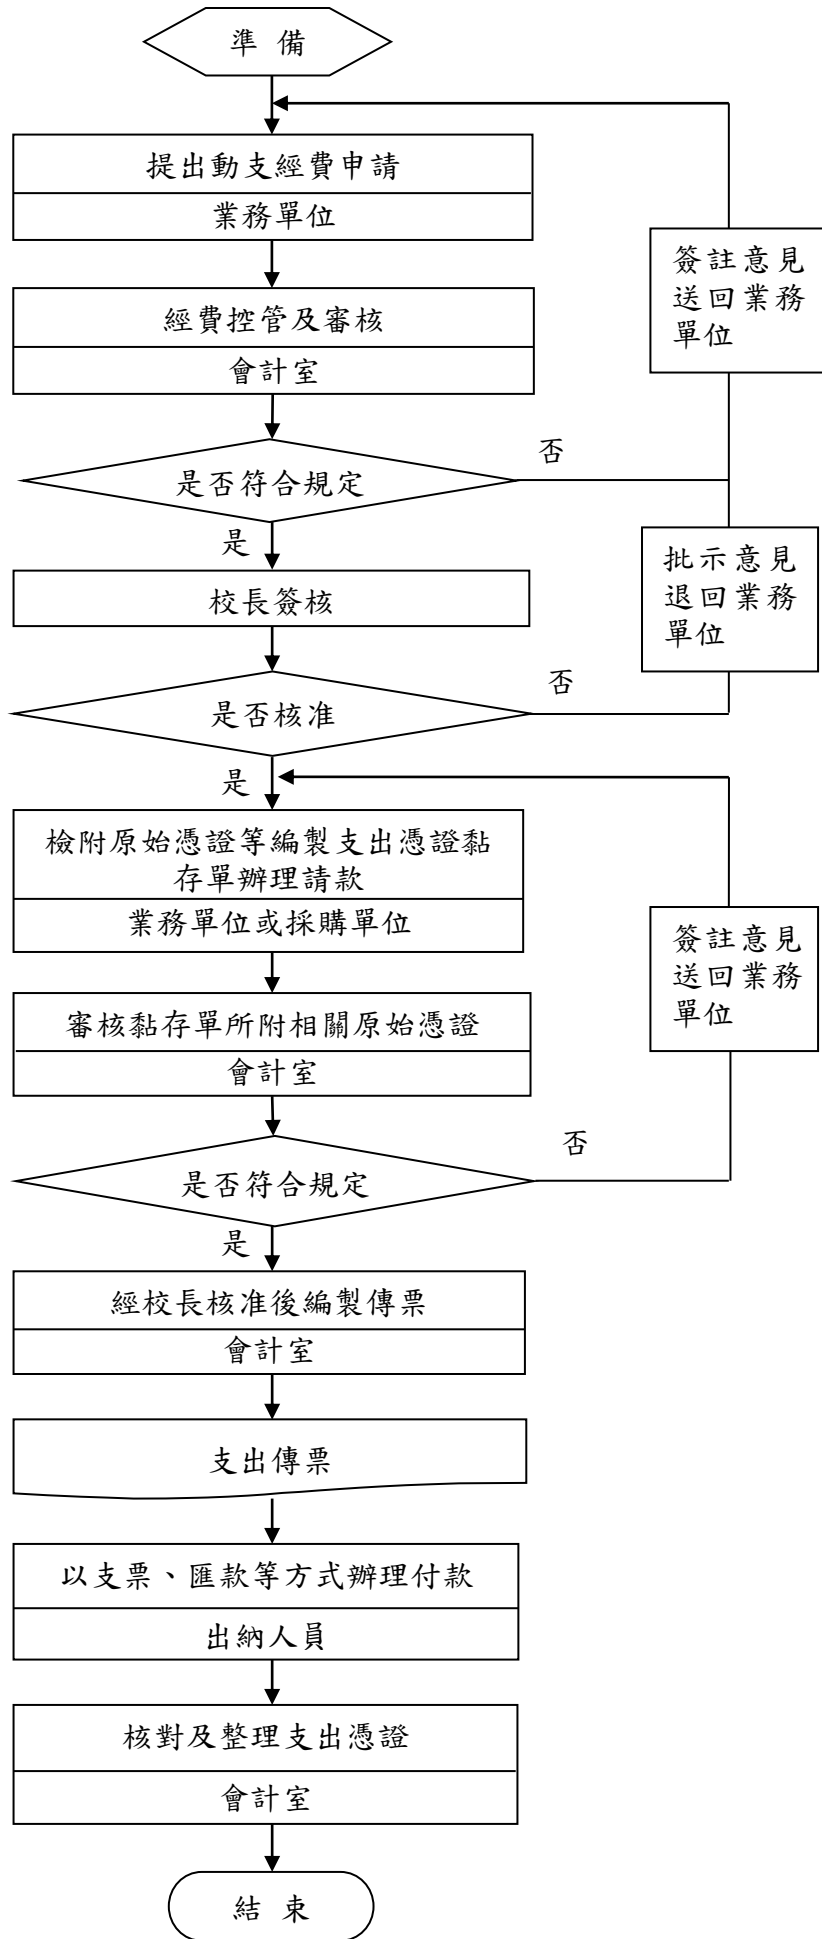 準 備
提出動支經費申請
業務單位
簽註意見
送回業務
單位
經費控管及審核
會計室
否
是否符合規定
是
批示意見
退回業務
單位
校長簽核
否
是否核准
是
檢附原始憑證等編製支出憑證黏
存單辦理請款
業務單位或採購單位
簽註意見
送回業務
單位
審核黏存單所附相關原始憑證
會計室
否
是否符合規定
是
經校長核准後編製傳票
會計室
支出傳票
以支票、匯款等方式辦理付款
出納人員
核對及整理支出憑證
會計室
結 束